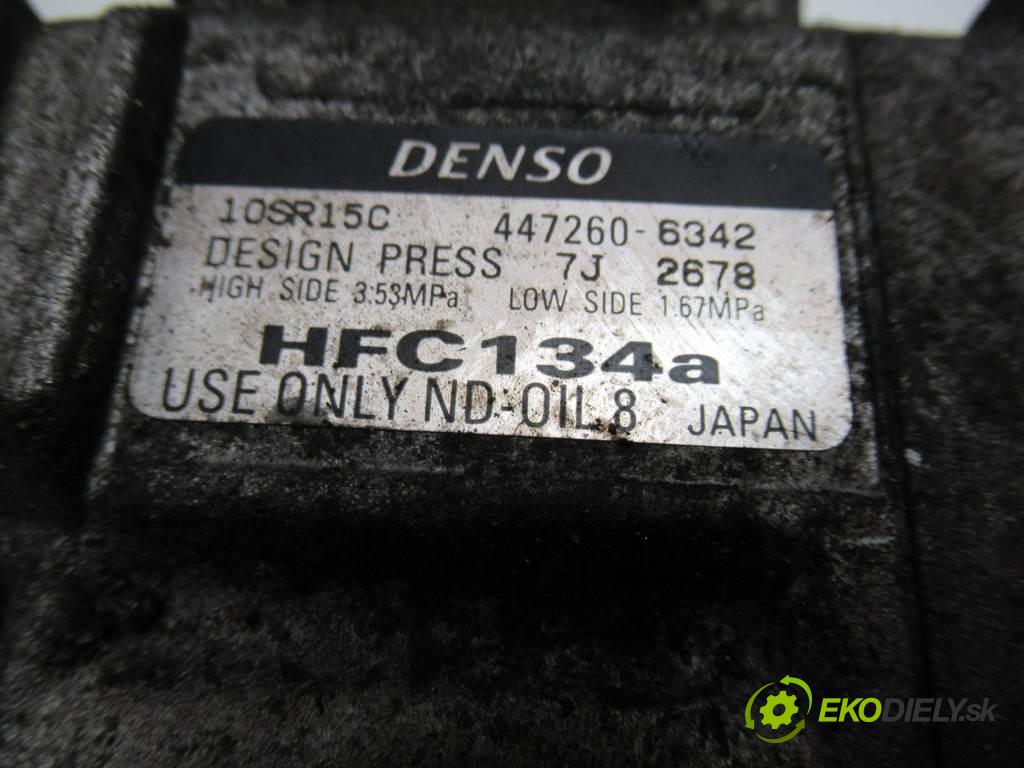 DENSO
10SR15C 447260-6342
DESIGN PRESS 7J 2678
HIGH SIDE 3.53MPa LOW SIDE 1.67MPa
HFC134a
USE ONLY ND-OIL 8 JAPAN
EKODIELY.sk